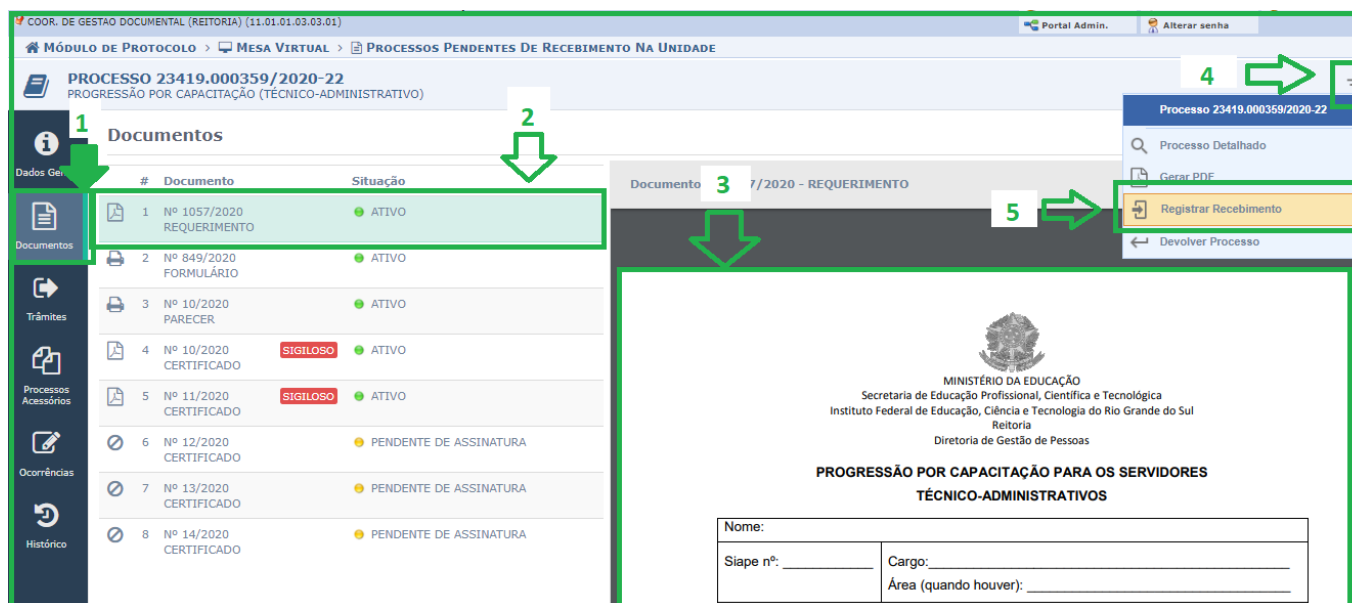 COOR. DE GESTAO DOCUMENTAL (REITORIA) (11.01.01.03.03.01)
Portal Admin.
Alterar senha
MÓDULO DE PROTOCOLO > MESA VIRTUAL > PROCESSOS PENDENTES DE RECEBIMENTO NA UNIDADE
PROCESSO 23419.000359/2020-22
PROGRESSÃO POR CAPACITAÇÃO (TÉCNICO-ADMINISTRATIVO)
4
Processo 23419.000359/2020-22
Processo Detalhado
Gerar PDF
5
Registrar Recebimento
Devolver Processo
1
Dados Ger
Documentos
Trâmites
Processos
Acessórios
Ocorrências
Histórico
Documentos
2
# Documento Situação
1 Nº 1057/2020 ATIVO
REQUERIMENTO
2 Nº 849/2020 ATIVO
FORMULÁRIO
3 Nº 10/2020 ATIVO
PARECER
4 Nº 10/2020 SIGILOSO ATIVO
CERTIFICADO
5 Nº 11/2020 SIGILOSO ATIVO
CERTIFICADO
6 Nº 12/2020 PENDENTE DE ASSINATURA
CERTIFICADO
7 Nº 13/2020 PENDENTE DE ASSINATURA
CERTIFICADO
8 Nº 14/2020 PENDENTE DE ASSINATURA
CERTIFICADO
Documento 7/2020 - REQUERIMENTO
3
MINISTÉRIO DA EDUCAÇÃO
Secretaria de Educação Profissional, Científica e Tecnológica
Instituto Federal de Educação, Ciência e Tecnologia do Rio Grande do Sul
Reitoria
Diretoria de Gestão de Pessoas
PROGRESSÃO POR CAPACITAÇÃO PARA OS SERVIDORES
TÉCNICO-ADMINISTRATIVOS
Nome:
Siape nº: Cargo:
Área (quando houver):